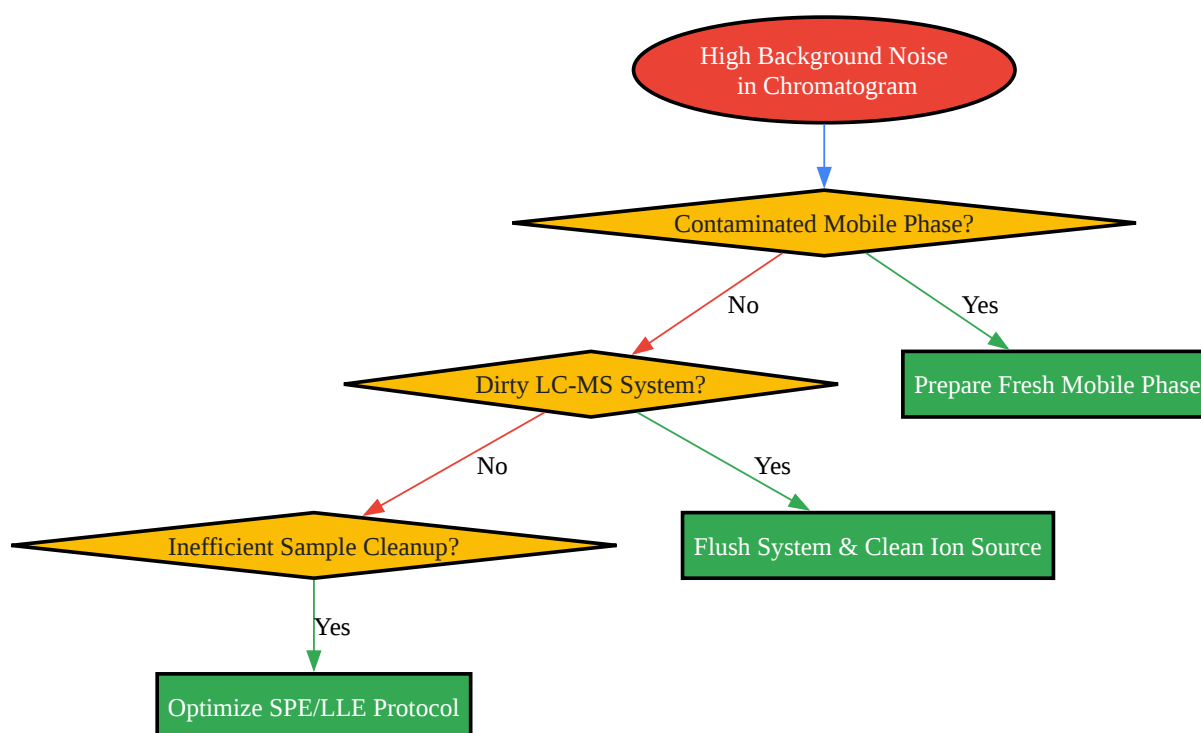 High Background Noise
in Chromatogram
Contaminated Mobile Phase?
No
Yes
Dirty LC-MS System?
Prepare Fresh Mobile Phase
No
Yes
Inefficient Sample Cleanup?
Flush System & Clean Ion Source
Yes
Optimize SPE/LLE Protocol